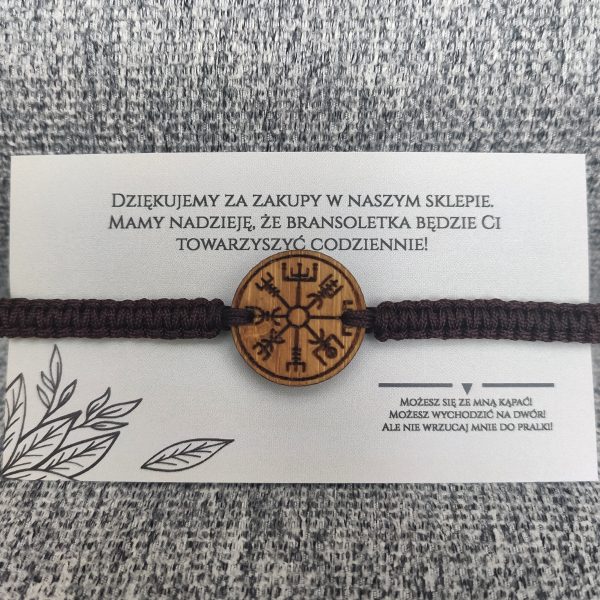 DZIĘKUJEMY ZA ZAKUPY W NASZYM SKLEPIE.
MAMY NADZIEJĘ, ŻE BRANSOLETKA BĘDZIE CI
TOWARZYSZYĆ CODZIENNIE!
MOŻESZ SIĘ ZE MNĄ KĄPAĆ!
MOŻESZ WYCHODZIĆ NA DWÓR!
ALE NIE WRZUCAJ MNIE DO PRALKI!